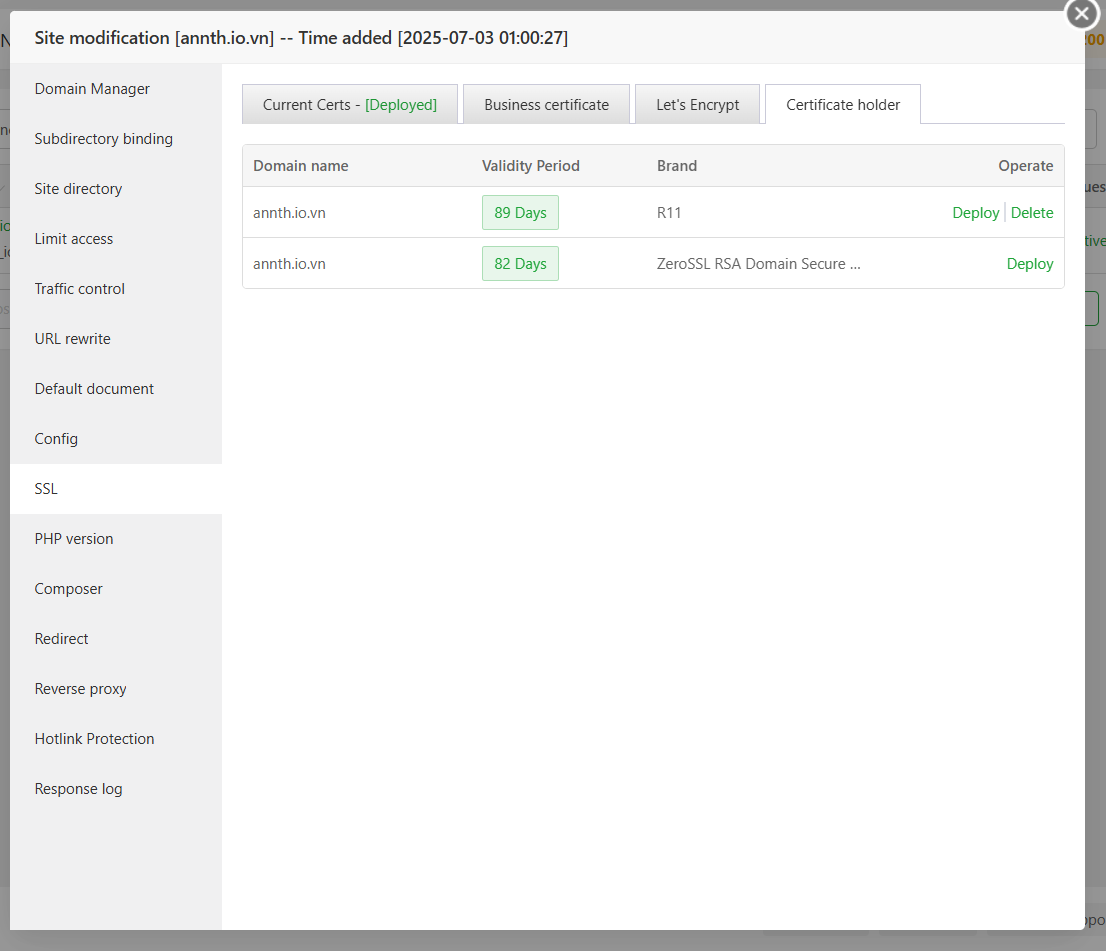 Site modification [annth.io.vn] -- Time added [2025-07-03 01:00:27]
Domain Manager
Subdirectory binding
Site directory
Limit access
Traffic control
URL rewrite
Default document
Config
SSL
PHP version
Composer
Redirect
Reverse proxy
Hotlink Protection
Response log
Current Certs - [Deployed] Business certificate Let's Encrypt Certificate holder
Domain name Validity Period Brand Operate
annth.io.vn 89 Days R11 Deploy Delete
annth.io.vn 82 Days ZeroSSL RSA Domain Secure ... Deploy